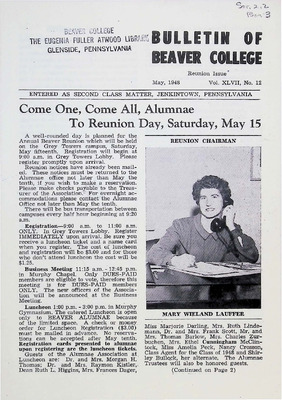 Ser. 2.2
Box 3
BEAVER COLLEGE
THE EUGENIA FULLER ATWOOD LIBRARY
GLENSIDE, PENNSYLVANIA
BULLETIN OF
BEAVER COLLEGE
Reunion Issue
May, 1948 Vol. XLVII, No. 12
ENTERED AS SECOND CLASS MATTER, JENKINTOWN, PENNSYLVANIA
Come One, Come All, Alumnae
To Reunion Day, Saturday, May 15
A well-rounded day is planned for the
Annual Beaver Reunion which will be held
on the Grey Towers campus, Saturday,
May fifteenth. Registration will begin at
9:00 a.m. in Grey Towers Lobby. Please
register promptly upon arrival.
Reunion notices have already been mail-
ed. These notices must be returned to the
Alumnae office not later than May the
tenth, if you wish to make a reservation.
Please make checks payable to the Treas-
urer of the Association. For overnight ac-
commodations please contact the Alumnae
Office not later than May the tenth.
There will be bus transportation between
campuses every half hour beginning at 9:20
a.m.
Registration—9:00 a.m. to 11:00 a.m.
ONLY. In Grey Towers Lobby. Register
IMMEDIATELY upon arrival. Be sure you
receive a luncheon ticket and a name card
when you register. The cost of luncheon
and registration will be $3.00 and for those
who don't attend luncheon the cost will be
$1.25.
Business Meeting 11:15 a.m. - 12:45 p.m.
in Murphy Chapel. Only DUES-PAID
members are eligible to vote, therefore this
meeting is for DUES-PAID members
ONLY. The new officers of the Associa-
tion will be announced at the Business
Meeting.
Luncheon 1:00 p.m. - 3:00 p.m. in Murphy
Gymnasium. The catered Luncheon is open
only to BEAVER ALUMNAE because
of the limited space. A check or money
order for Luncheon Registration ($3.00)
must be mailed in advance. No reserva-
tions can be accepted after May tenth.
Registration cards presented to alumnae
upon registering are the luncheon tickets.
Guests of the Alumnae Association at
Luncheon are: Dr. and Mrs. Morgan H.
Thomas; Dr. and Mrs. Raymon Kistler,
Dean Ruth L. Higgins, Mrs. Frances Dager,
REUNION CHAIRMAN
MARY WIELAND LAUFFER
Miss Marjorie Darling, Mrs. Ruth Linde-
mann, Dr. and Mrs. Frank Scott, Mr. and
Mrs. Thomas Barlow, Mrs. Charles Zur-
buchon, Mrs. Ethel Cunningham McClim-
tock, Miss Amelia Peck, Nancy Crosson,
Class Agent for the Class of 1948 and Shir-
ley Bullock, her alternate. The Alumnae
Trustees will also be honored guests.
(Continued on Page 2)